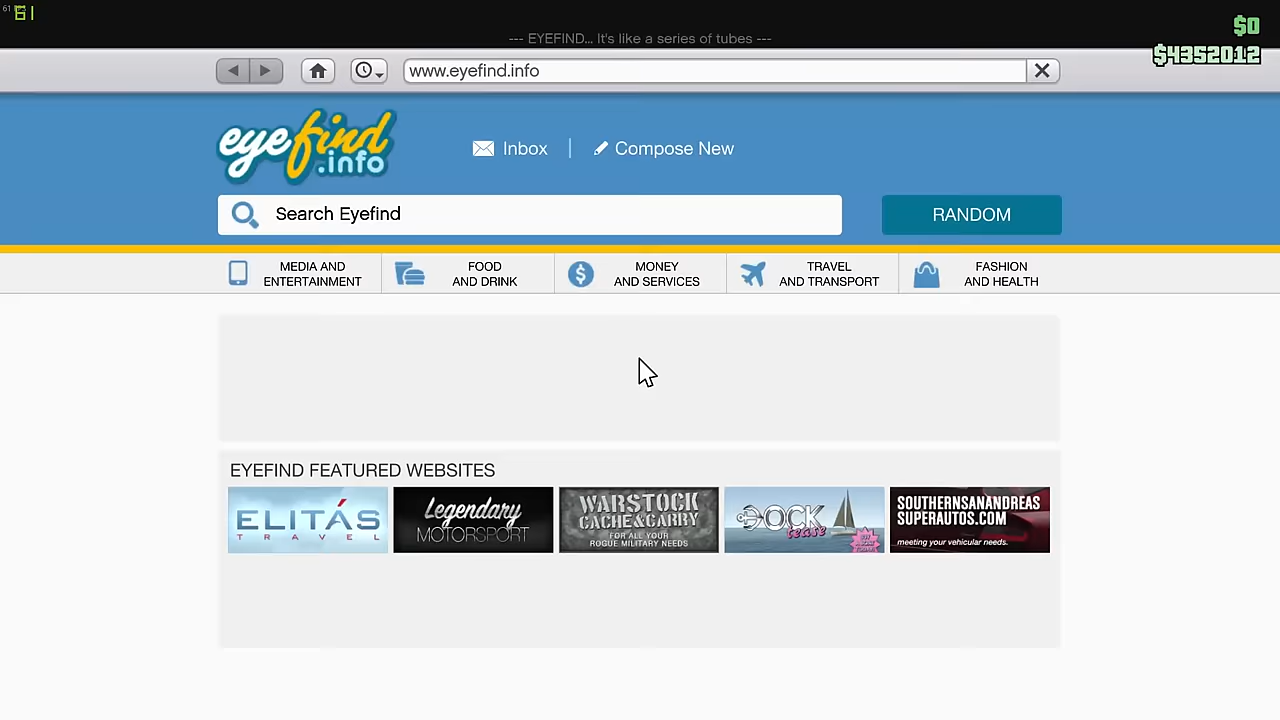 61
61
$0
--- EYEFIND... It's like a series of tubes ---
$4352012
www.eyefind.info
eyefind
.info
Inbox
Compose New
Search Eyefind
RANDOM
MEDIA AND
ENTERTAINMENT
FOOD
AND DRINK
MONEY
AND SERVICES
TRAVEL
AND TRANSPORT
FASHION
AND HEALTH
EYEFIND FEATURED WEBSITES
ELITÁS
TRAVEL
Legendary
MOTORSPORT
WARSTOCK
CACHE&CARRY
FOR ALL YOUR
ROGUE MILITARY NEEDS
DOCK
tease
SOUTHERNSANANDREAS
SUPERAUTOS.COM
meeting your vehicular needs.